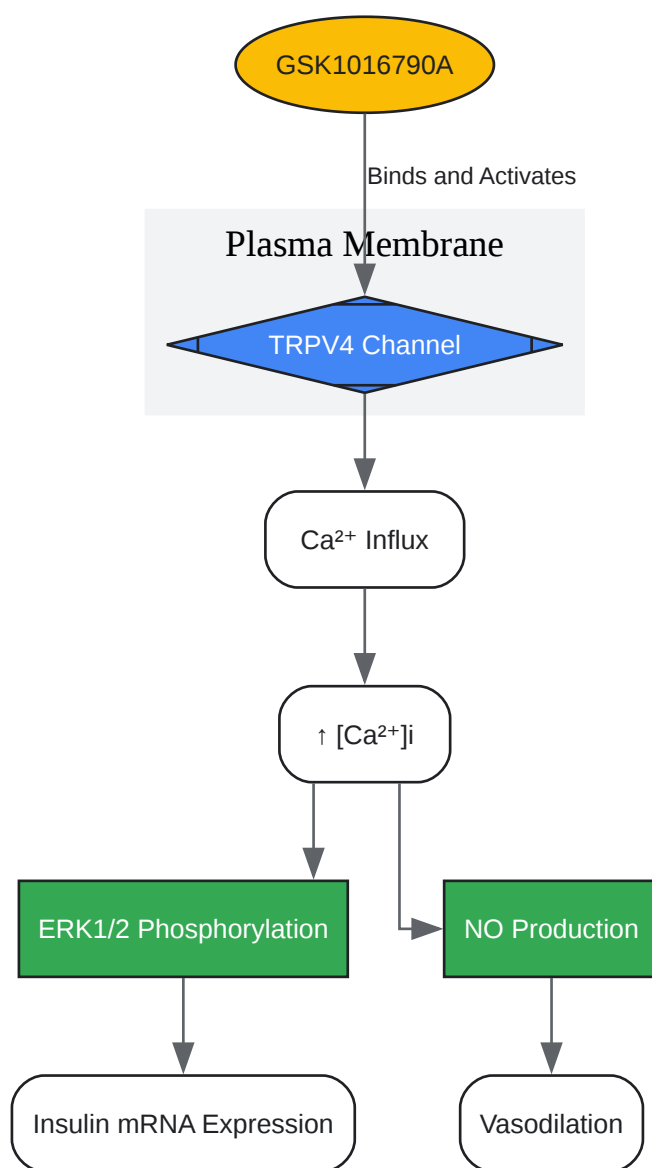 GSK1016790A
Binds and Activates
Plasma Membrane
TRPV4 Channel
Ca²⁺ Influx
↑ [Ca²⁺]i
ERK1/2 Phosphorylation
NO Production
Insulin mRNA Expression
Vasodilation